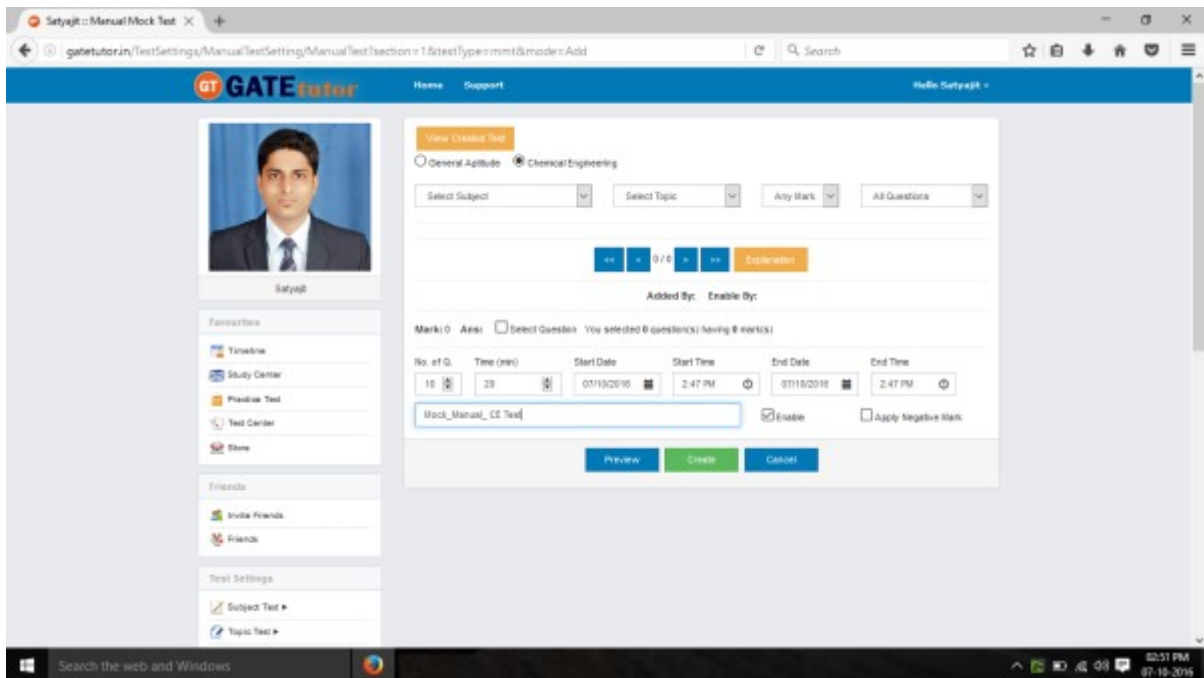 Satyajit :: Manual Mock Test
gatetutor.in/TestSettings/ManualTestSetting/ManualTest?section=1&testType=mmt&mode=Add
Search
GT GATEtutor
Home Support
Hello Satyajit
View Created Test
General Aptitude Chemical Engineering
Select Subject Select Topic Any Mark All Questions
<< < 0 / 0 > >> Explanation
Added By: Enable By:
Mark: 0 Ans: Select Question You selected 0 question(s) having 0 mark(s)
No. of Q. Time (min) Start Date Start Time End Date End Time
10 20 07/10/2016 2:47 PM 07/10/2016 2:47 PM
Mock_Manual_ CE Test Enable Apply Negative Mark
Preview Create Cancel
Satyajit
Favourites
Timeline
Study Center
Practise Test
Test Center
Store
Friends
Invite Friends
Friends
Test Settings
Subject Test
Topic Test
Search the web and Windows
02:51 PM
07-10-2016